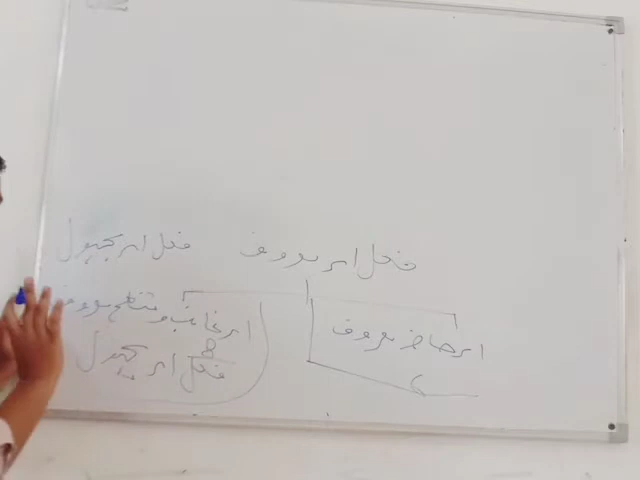 فعل امر معروف فعل امر مجهول
امر حاضر معروف امر غائب و متکلم معروف
فعل امر مجهول